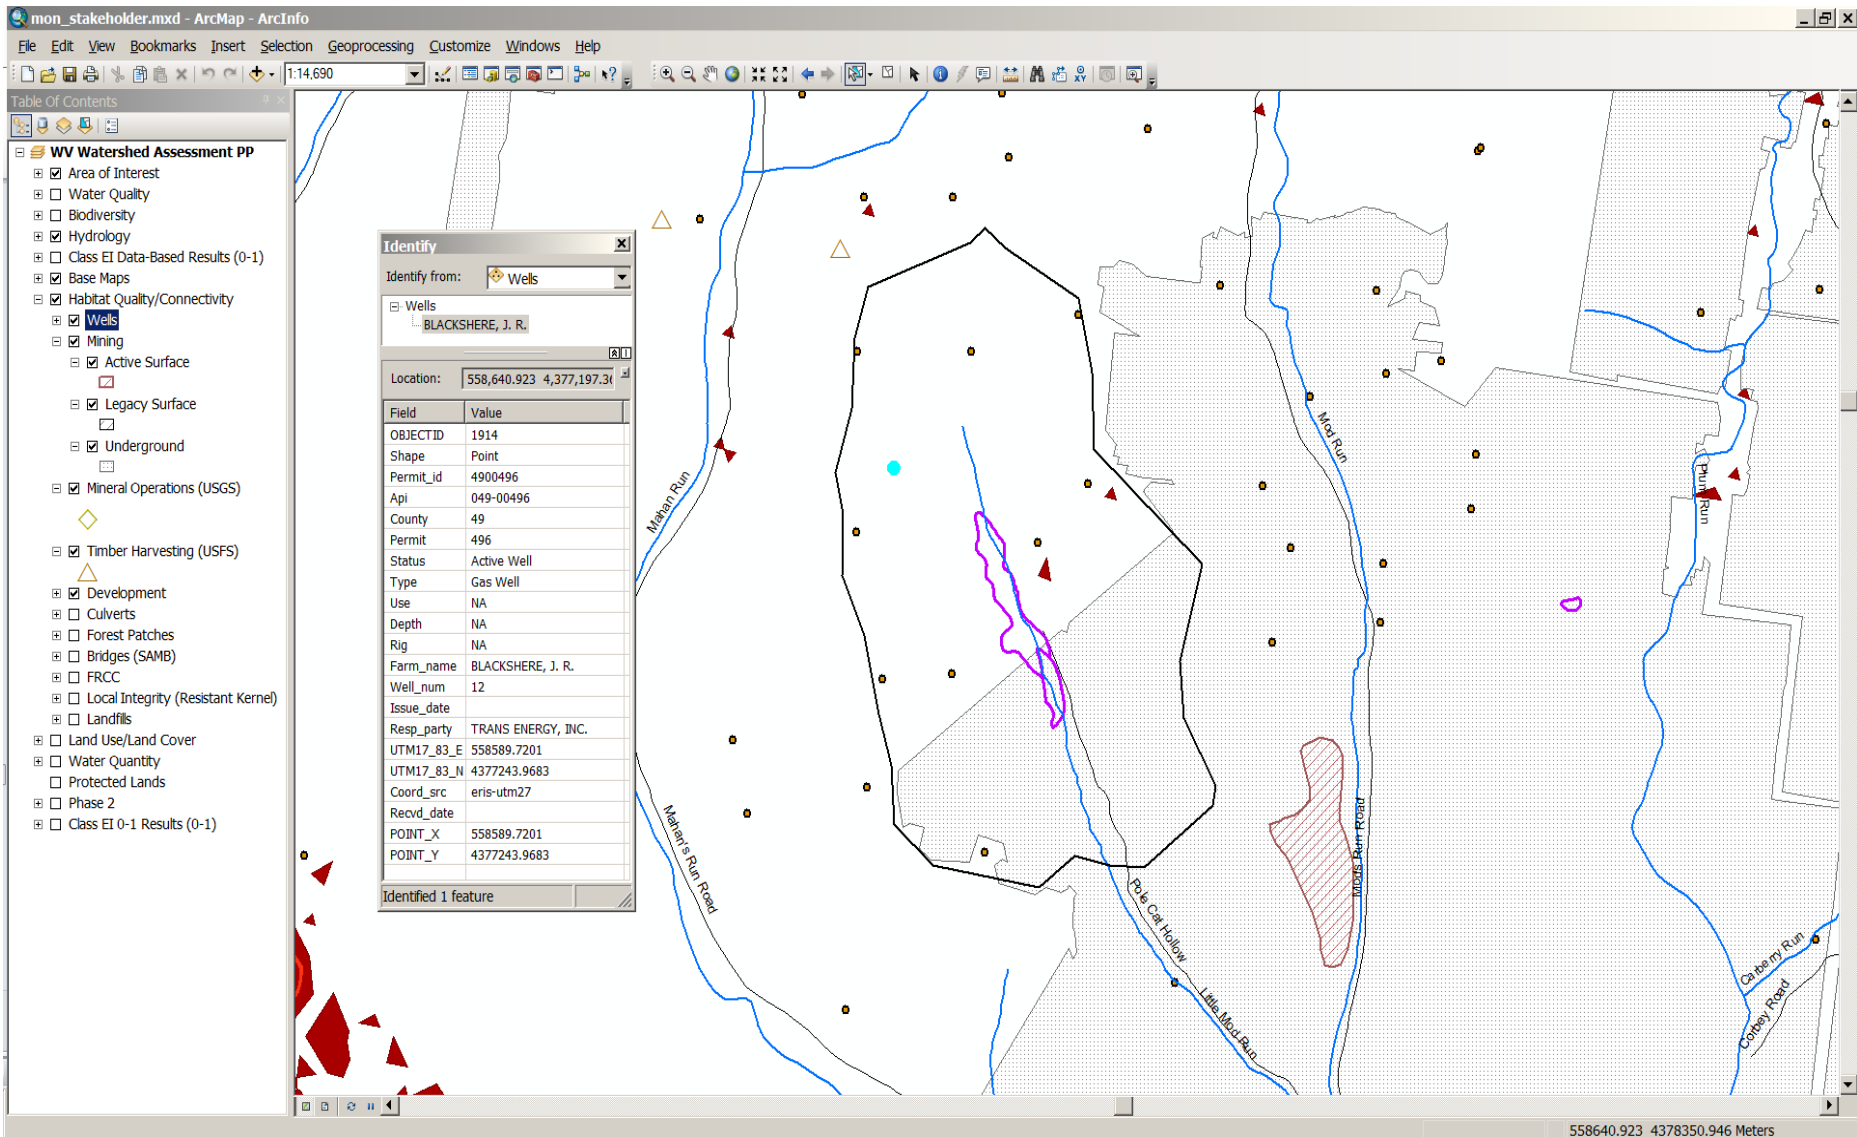 mon_stakeholder.mxd - ArcMap - ArcInfo
File Edit View Bookmarks Insert Selection Geoprocessing Customize Windows Help
1:14,690
Table Of Contents
WV Watershed Assessment PP
Area of Interest
Water Quality
Biodiversity
Hydrology
Class EI Data-Based Results (0-1)
Base Maps
Habitat Quality/Connectivity
Wells
Mining
Active Surface
Legacy Surface
Underground
Mineral Operations (USGS)
Timber Harvesting (USFS)
Development
Culverts
Forest Patches
Bridges (SAMB)
FRCC
Local Integrity (Resistant Kernel)
Landfills
Land Use/Land Cover
Water Quantity
Protected Lands
Phase 2
Class EI 0-1 Results (0-1)
Identify
Identify from: Wells
Wells
BLACKSHERE, J. R.
Location: 558,640.923 4,377,197.36
Field Value
OBJECTID 1914
Shape Point
Permit_id 4900496
Api 049-00496
County 49
Permit 496
Status Active Well
Type Gas Well
Use NA
Depth NA
Rig NA
Farm_name BLACKSHERE, J. R.
Well_num 12
Issue_date
Resp_party TRANS ENERGY, INC.
UTM17_83_E 558589.7201
UTM17_83_N 4377243.9683
Coord_src eris-utm27
Recvd_date
POINT_X 558589.7201
POINT_Y 4377243.9683
Identified 1 feature
Mahan Run
Mod Run
Plum Run
Mahan's Run Road
Mods Run Road
Pole Cat Hollow
Little Mod Run
Carberry Run
Corbey Road
558640.923 4378350.946 Meters